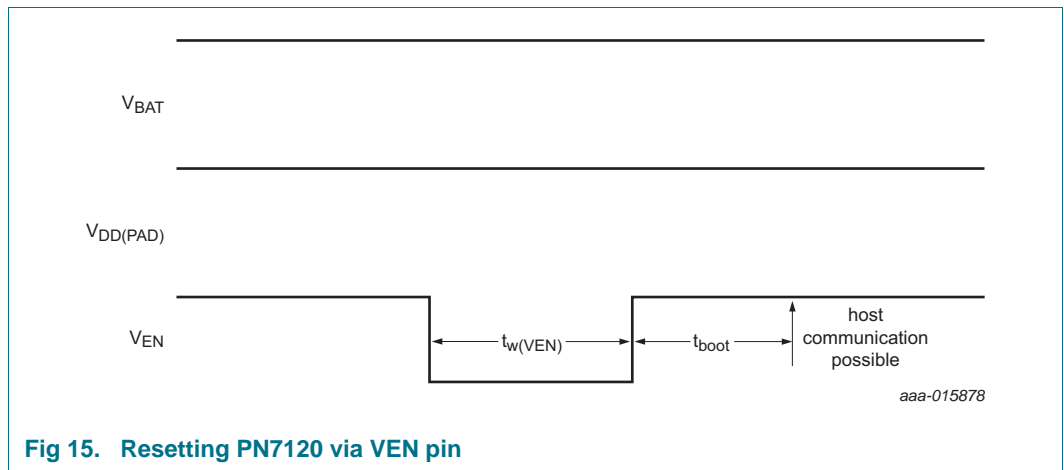 VBAT
VDD(PAD)
VEN
tw(VEN)
tboot
host
communication
possible
aaa-015878
Fig 15. Resetting PN7120 via VEN pin